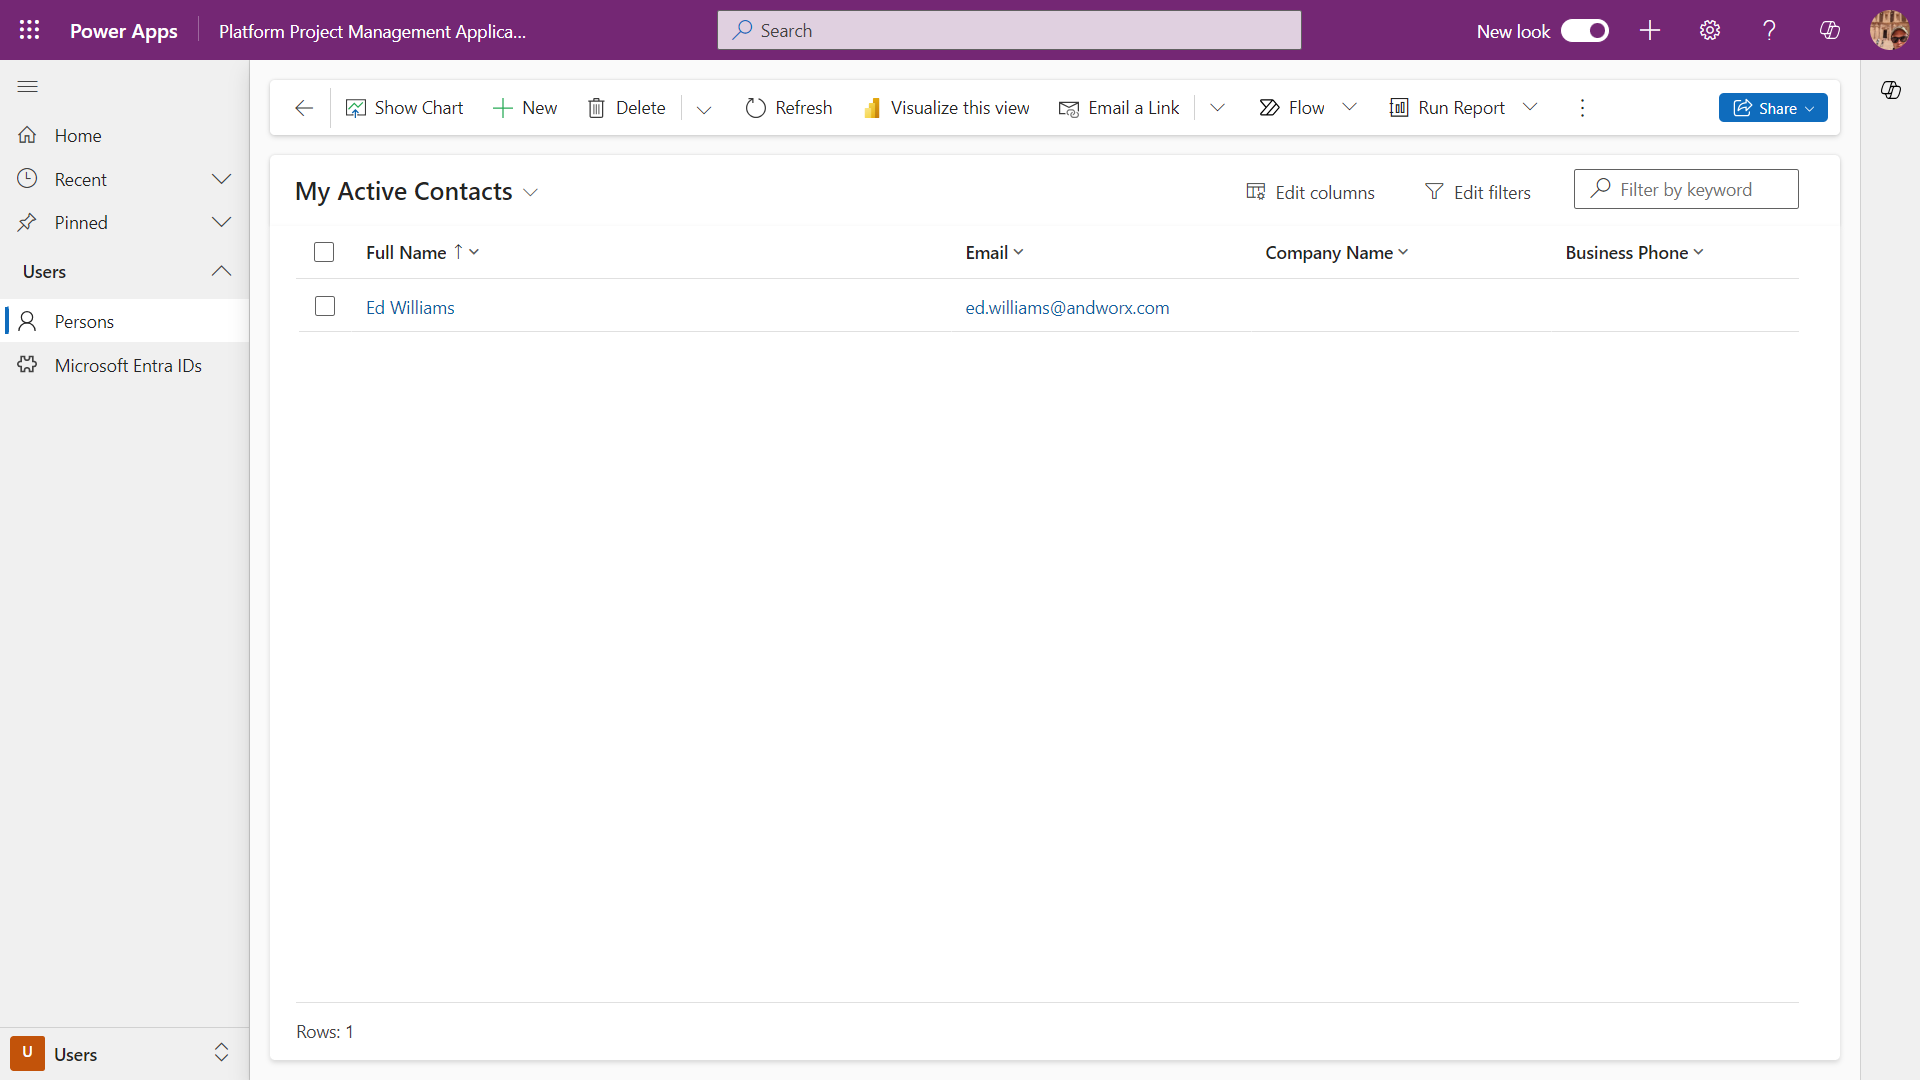 Power Apps
Platform Project Management Applica...
Search
New look
Home
Recent
Pinned
Users
Persons
Microsoft Entra IDs
U Users
Show Chart
New
Delete
Refresh
Visualize this view
Email a Link
Flow
Run Report
Share
My Active Contacts
Edit columns
Edit filters
Filter by keyword
Full Name Email Company Name Business Phone
Ed Williams ed.williams@andworx.com
Rows: 1